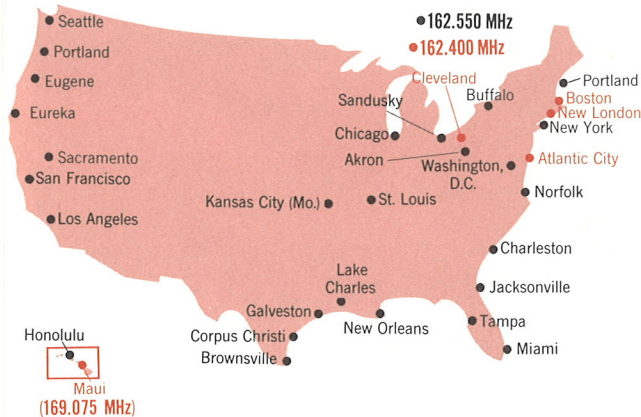 Seattle
162.550 MHz
162.400 MHz
Portland
Cleveland
Eugene
Portland
Buffalo
Sandusky
Boston
Eureka
New London
New York
Chicago
Akron
Sacramento
Atlantic City
Washington,
D.C.
San Francisco
Norfolk
Kansas City (Mo.)
St. Louis
Los Angeles
Charleston
Lake
Charles
Jacksonville
Galveston
Tampa
New Orleans
Honolulu
Corpus Christi
Miami
Brownsville
Maui
(169.075 MHz)